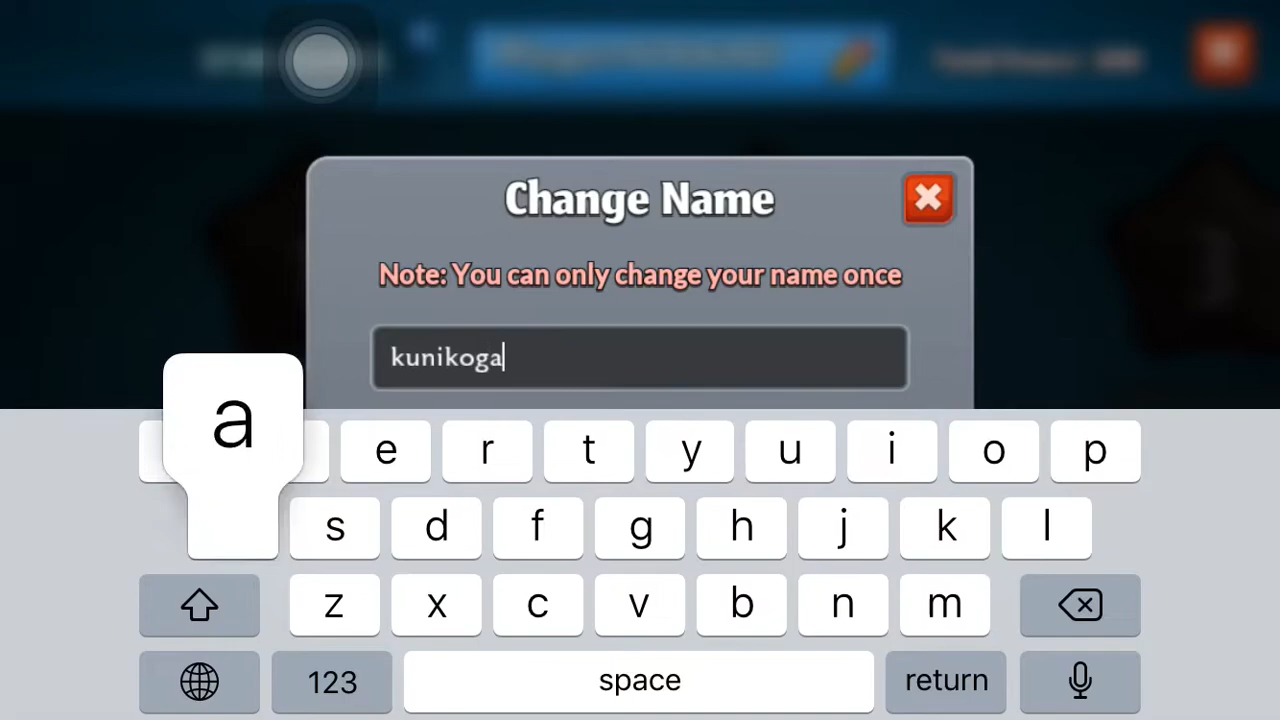 Change Name
Note: You can only change your name once
kunikoga
a
e r t y u i o p
s d f g h j k l
z x c v b n m
123 space return